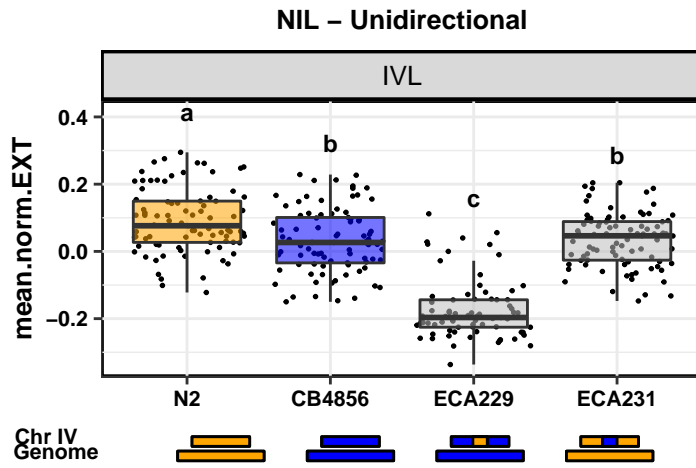 NIL – Unidirectional
IVL
a
b
c
b
mean.norm.EXT
0.4
0.2
0.0
−0.2
N2 CB4856 ECA229 ECA231
Chr IV
Genome